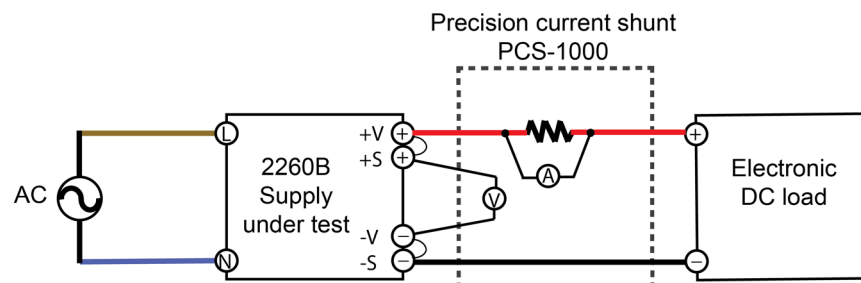 Precision current shunt
PCS-1000
AC
L
N
2260B
Supply
under test
+V
+
+S
+
-V
−
-S
−
V
A
+
−
Electronic
DC load